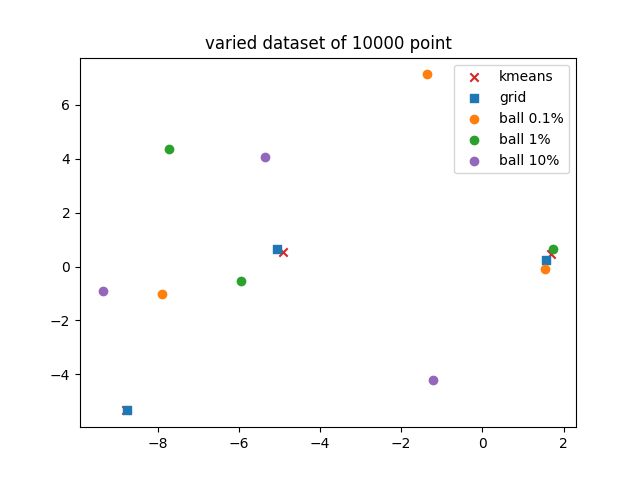 varied dataset of 10000 point
kmeans
grid
ball 0.1%
ball 1%
ball 10%
6
4
2
0
−2
−4
−8
−6
−4
−2
0
2